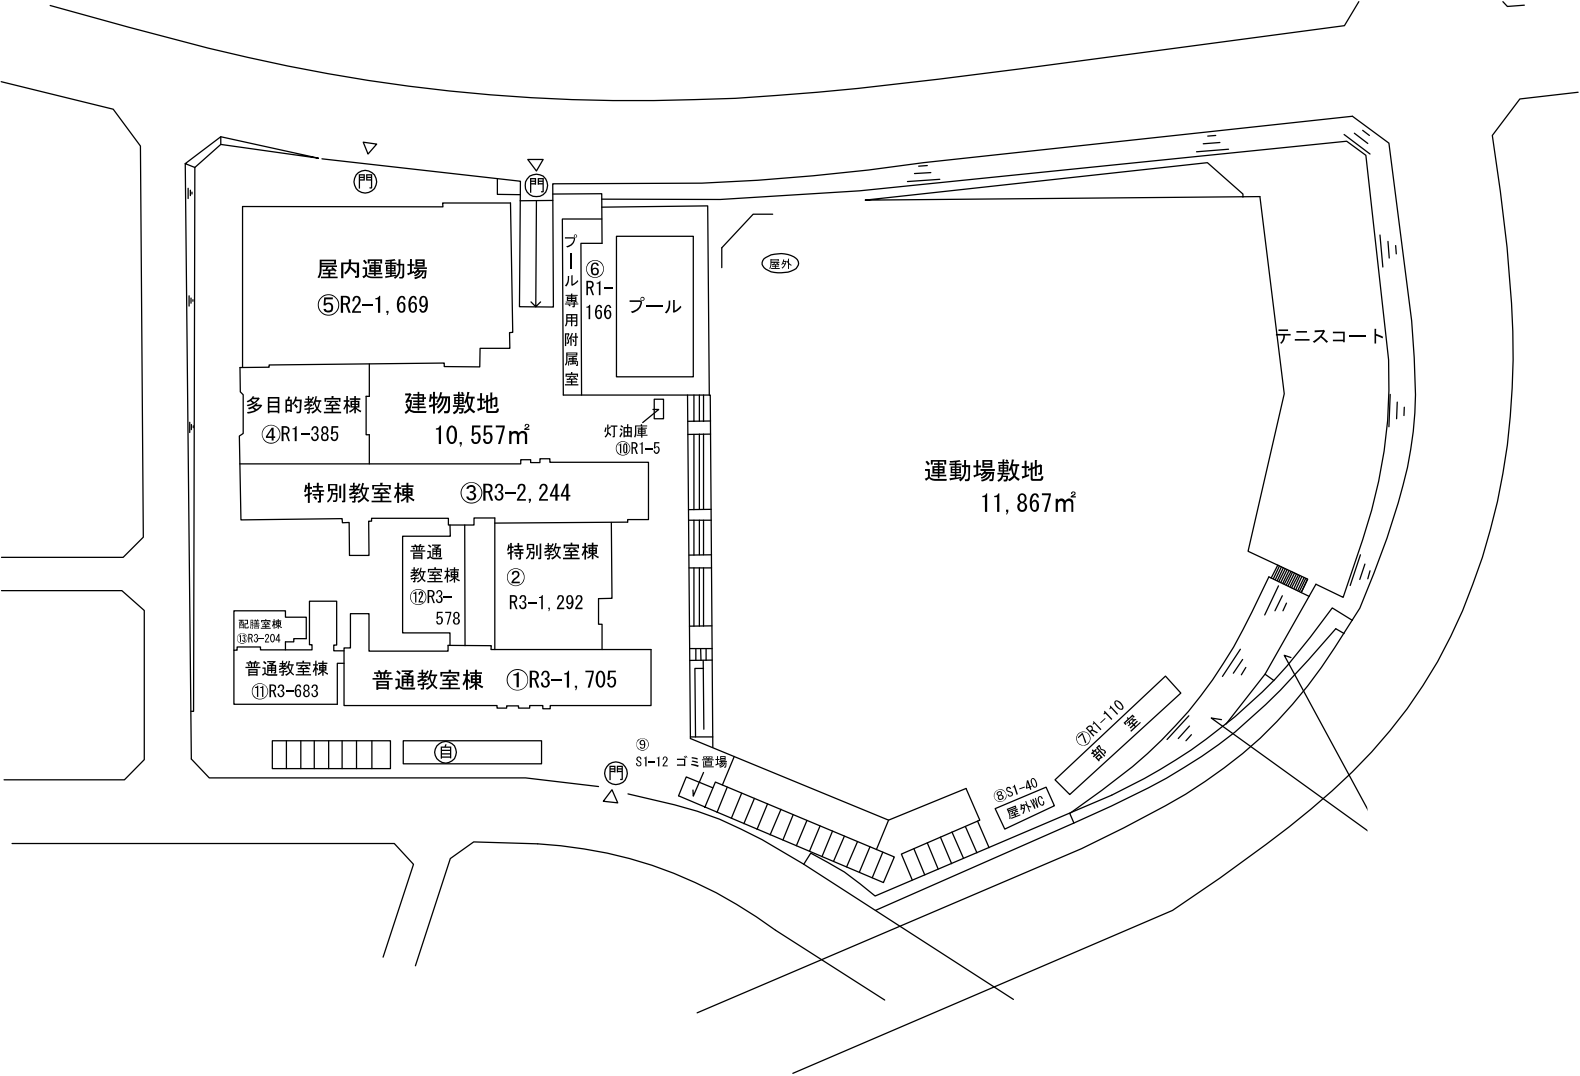 門
門
屋内運動場
⑤R2-1,669
プール専用附属室
⑥
R1-
166
プール
屋外
テニスコート
多目的教室棟
④R1-385
建物敷地
10,557㎡
灯油庫
⑩R1-5
運動場敷地
11,867㎡
特別教室棟 ③R3-2,244
普通
教室棟
⑫R3-
578
特別教室棟
②
R3-1,292
配膳室棟
⑬R3-204
普通教室棟
⑪R3-683
普通教室棟 ①R3-1,705
自
門
⑨
S1-12 ゴミ置場
⑦R1-110
部室
⑧S1-40
屋外WC